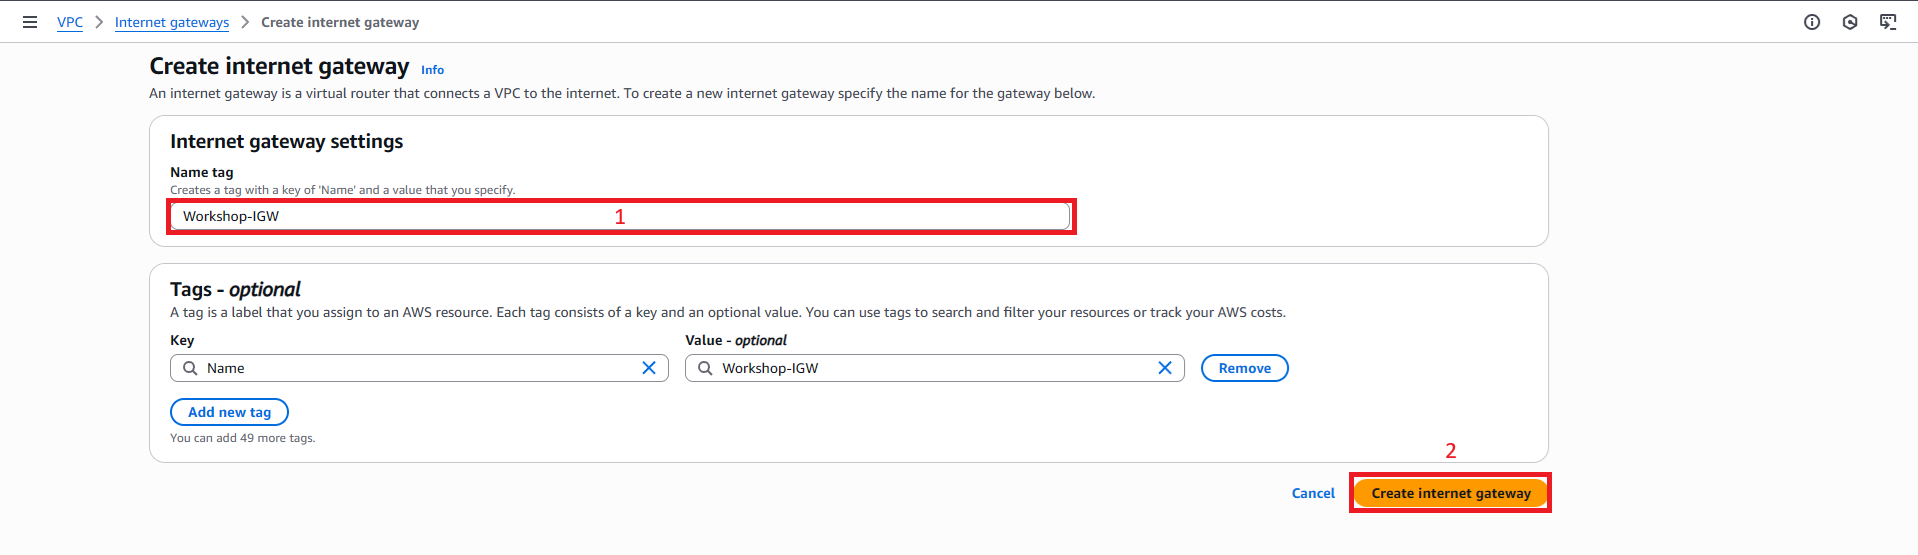 VPC > Internet gateways > Create internet gateway
Create internet gateway Info
An internet gateway is a virtual router that connects a VPC to the internet. To create a new internet gateway specify the name for the gateway below.
Internet gateway settings
Name tag
Creates a tag with a key of 'Name' and a value that you specify.
Workshop-IGW 1
Tags - optional
A tag is a label that you assign to an AWS resource. Each tag consists of a key and an optional value. You can use tags to search and filter your resources or track your AWS costs.
Key Value - optional
Name Workshop-IGW Remove
Add new tag
You can add 49 more tags.
2
Cancel Create internet gateway